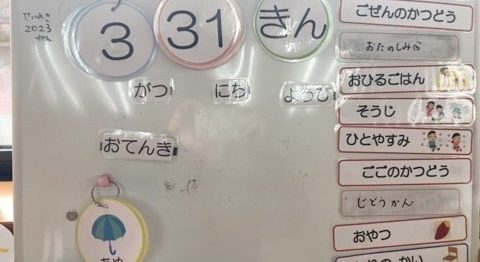 2023
3 31 きん
がつ にち ようび
おてんき
ごぜんのかつどう
おたのしみ
おひるごはん
そうじ
ひとやすみ
ごごのかつどう
じどうかん
おやつ